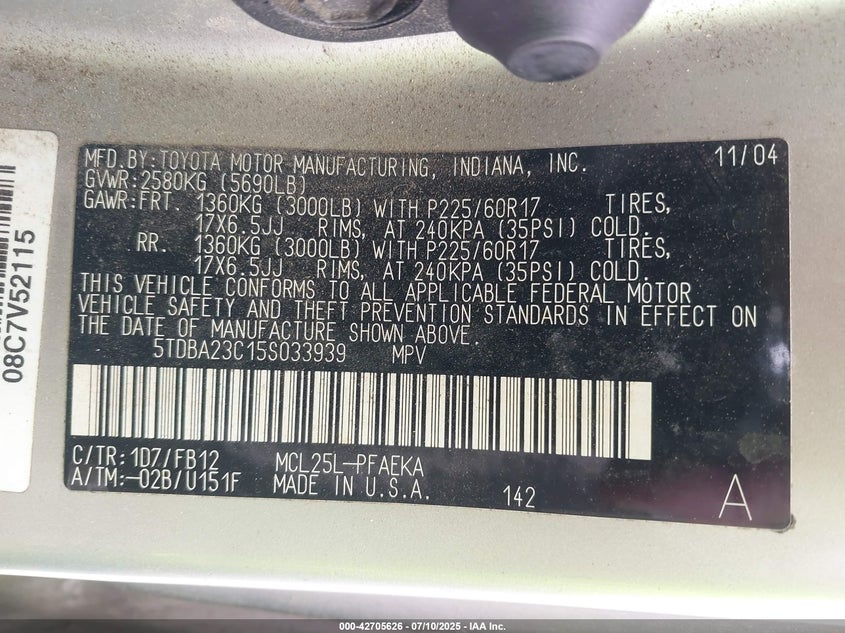 MFD.BY:TOYOTA MOTOR MANUFACTURING, INDIANA, INC. 11/04
GVWR:2580KG (5690LB)
GAWR:FRT. 1360KG (3000LB) WITH P225/60R17 TIRES,
17X6.5JJ RIMS, AT 240KPA (35PSI) COLD.
RR. 1360KG (3000LB) WITH P225/60R17 TIRES,
17X6.5JJ RIMS, AT 240KPA (35PSI) COLD.
THIS VEHICLE CONFORMS TO ALL APPLICABLE FEDERAL MOTOR
VEHICLE SAFETY AND THEFT PREVENTION STANDARDS IN EFFECT ON
THE DATE OF MANUFACTURE SHOWN ABOVE.
5TDBA23C15S033939 MPV
C/TR:1D7/FB12 MCL25L-PFAEKA
A/TM:-02B/U151F MADE IN U.S.A. 142 A
08C7V52115
000-42705626 - 07/10/2025 - IAA Inc.